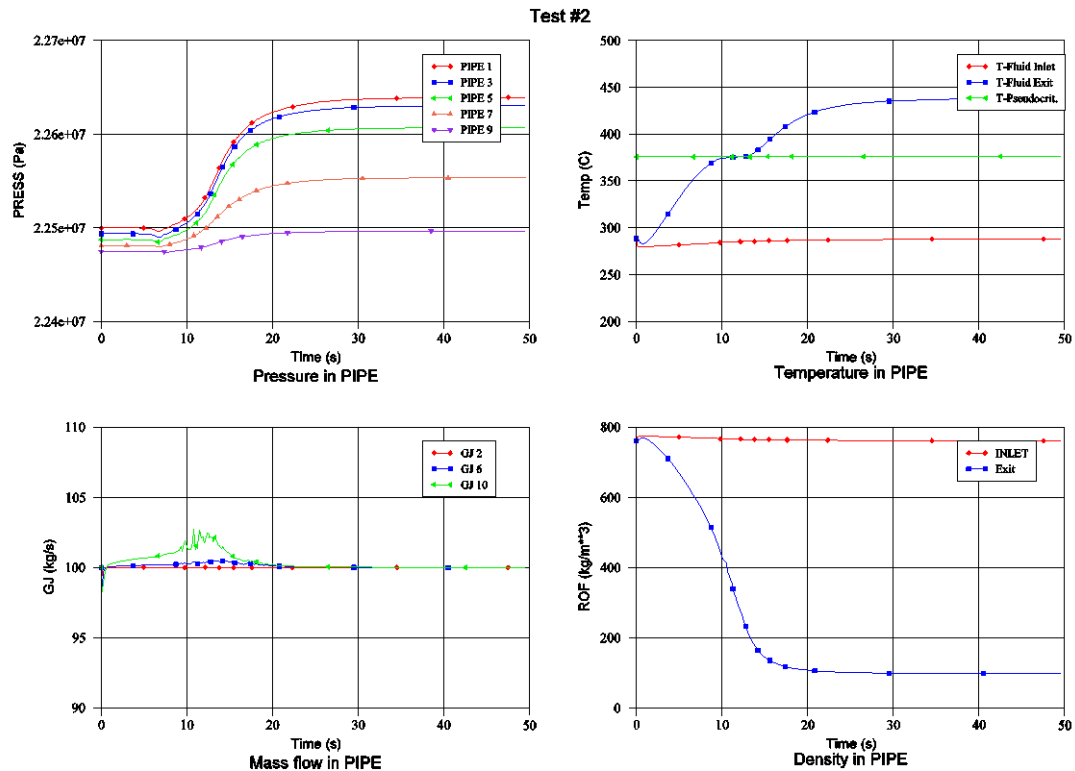 Test #2
2.27e+07
2.26e+07
2.25e+07
2.24e+07
PRESS (Pa)
PIPE 1
PIPE 3
PIPE 5
PIPE 7
PIPE 9
0 10 20 30 40 50
Time (s)
Pressure in PIPE
500
450
400
350
300
250
200
Temp (C)
T-Fluid Inlet
T-Fluid Exit
T-Pseudocrit.
0 10 20 30 40 50
Time (s)
Temperature in PIPE
110
105
100
95
90
GJ (kg/s)
GJ 2
GJ 6
GJ 10
0 10 20 30 40 50
Time (s)
Mass flow in PIPE
800
600
400
200
0
ROF (kg/m**3)
INLET
Exit
0 10 20 30 40 50
Time (s)
Density in PIPE